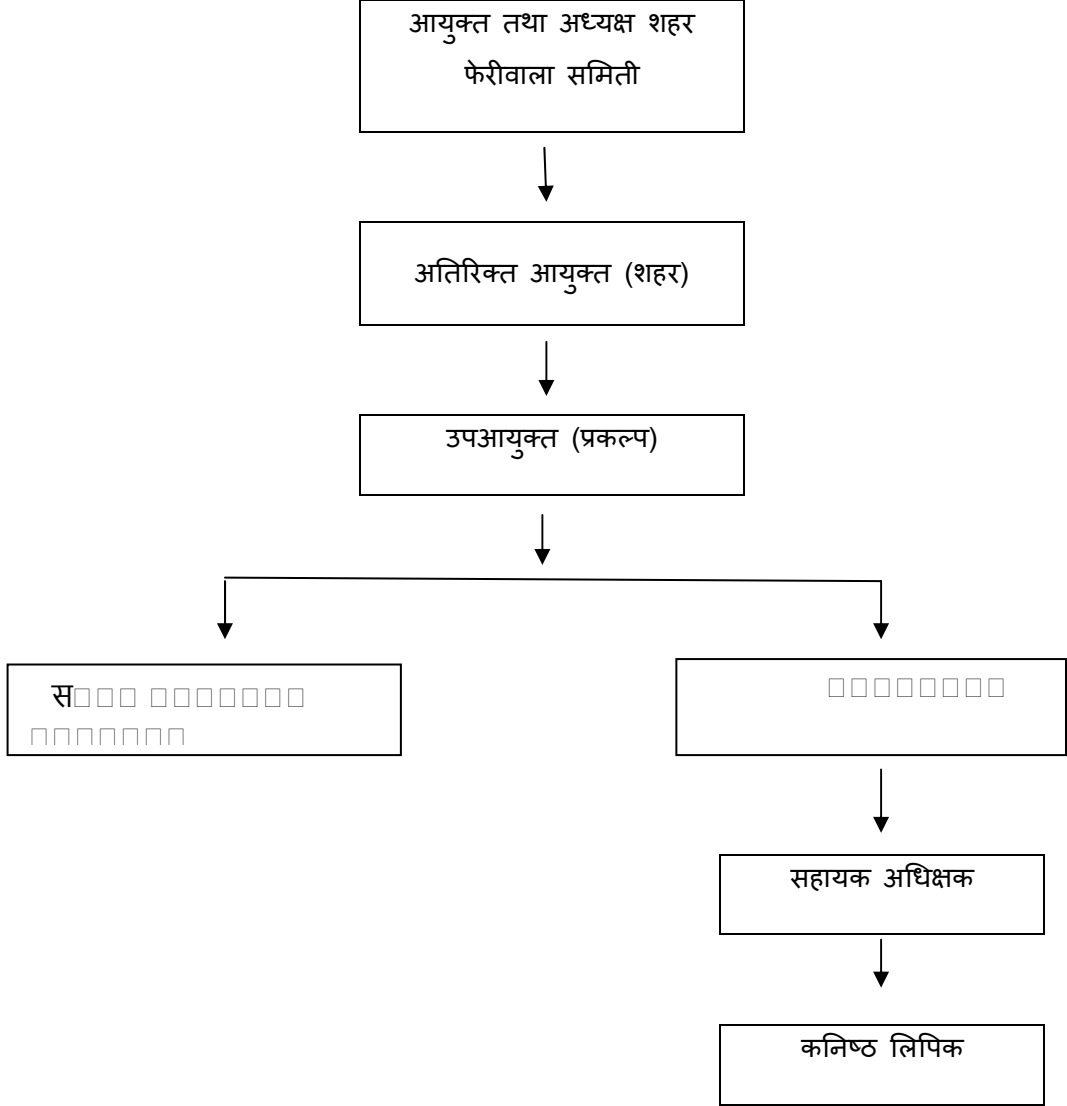 आयुक्त तथा अध्यक्ष शहर
फेरीवाला समिती
अतिरिक्त आयुक्त (शहर)
उपआयुक्त (प्रकल्प)
सहायक अधिक्षक
कनिष्ठ लिपिक